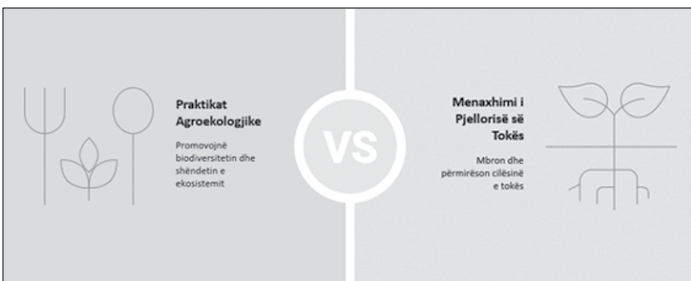 Praktikat
Agroekologjike
Promovojnë
biodiversitetin dhe
shëndetin e
ekosistemit
VS
Menaxhimi i
Pjellorisë së
Tokës
Mbron dhe
përmirëson cilësinë
e tokës